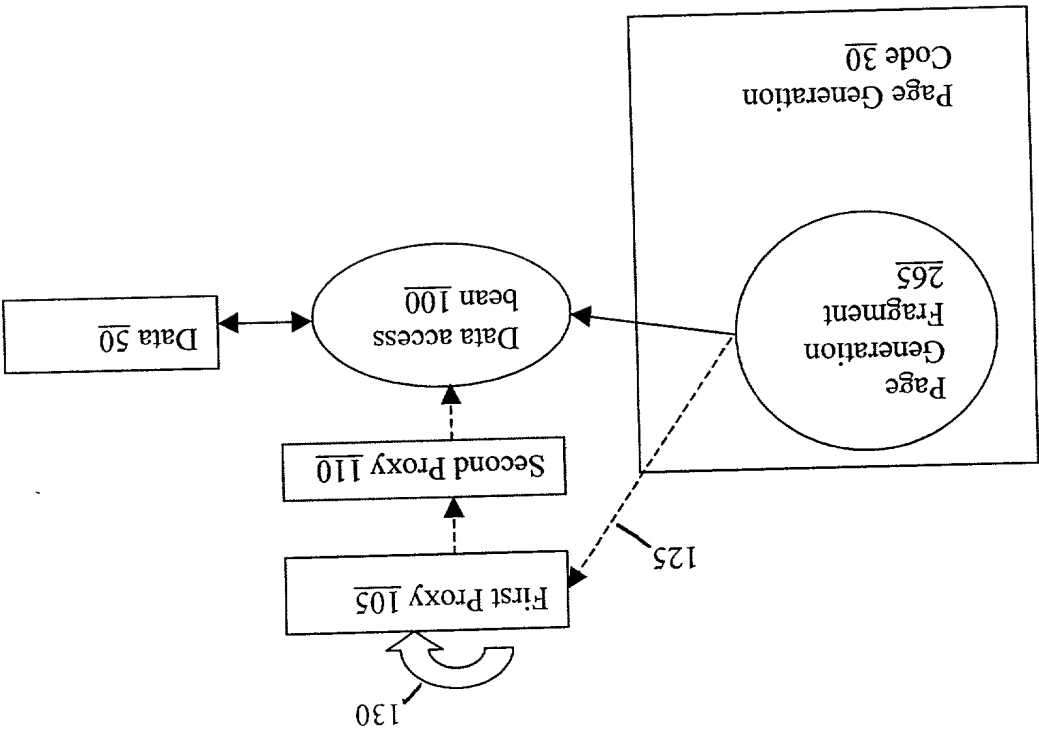 130
First Proxy 105
125
Second Proxy 110
Page
Generation
Fragment
265
Data access
bean 100
Data 50
Page Generation
Code 30